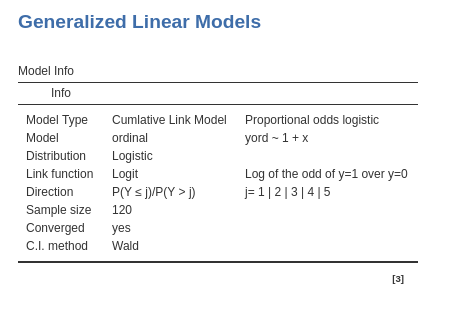 Generalized Linear Models
Model Info
Info
Model Type Cumlative Link Model Proportional odds logistic
Model ordinal yord ~ 1 + x
Distribution Logistic
Link function Logit Log of the odd of y=1 over y=0
Direction P(Y ≤ j)/P(Y > j) j= 1 | 2 | 3 | 4 | 5
Sample size 120
Converged yes
C.I. method Wald
[3]